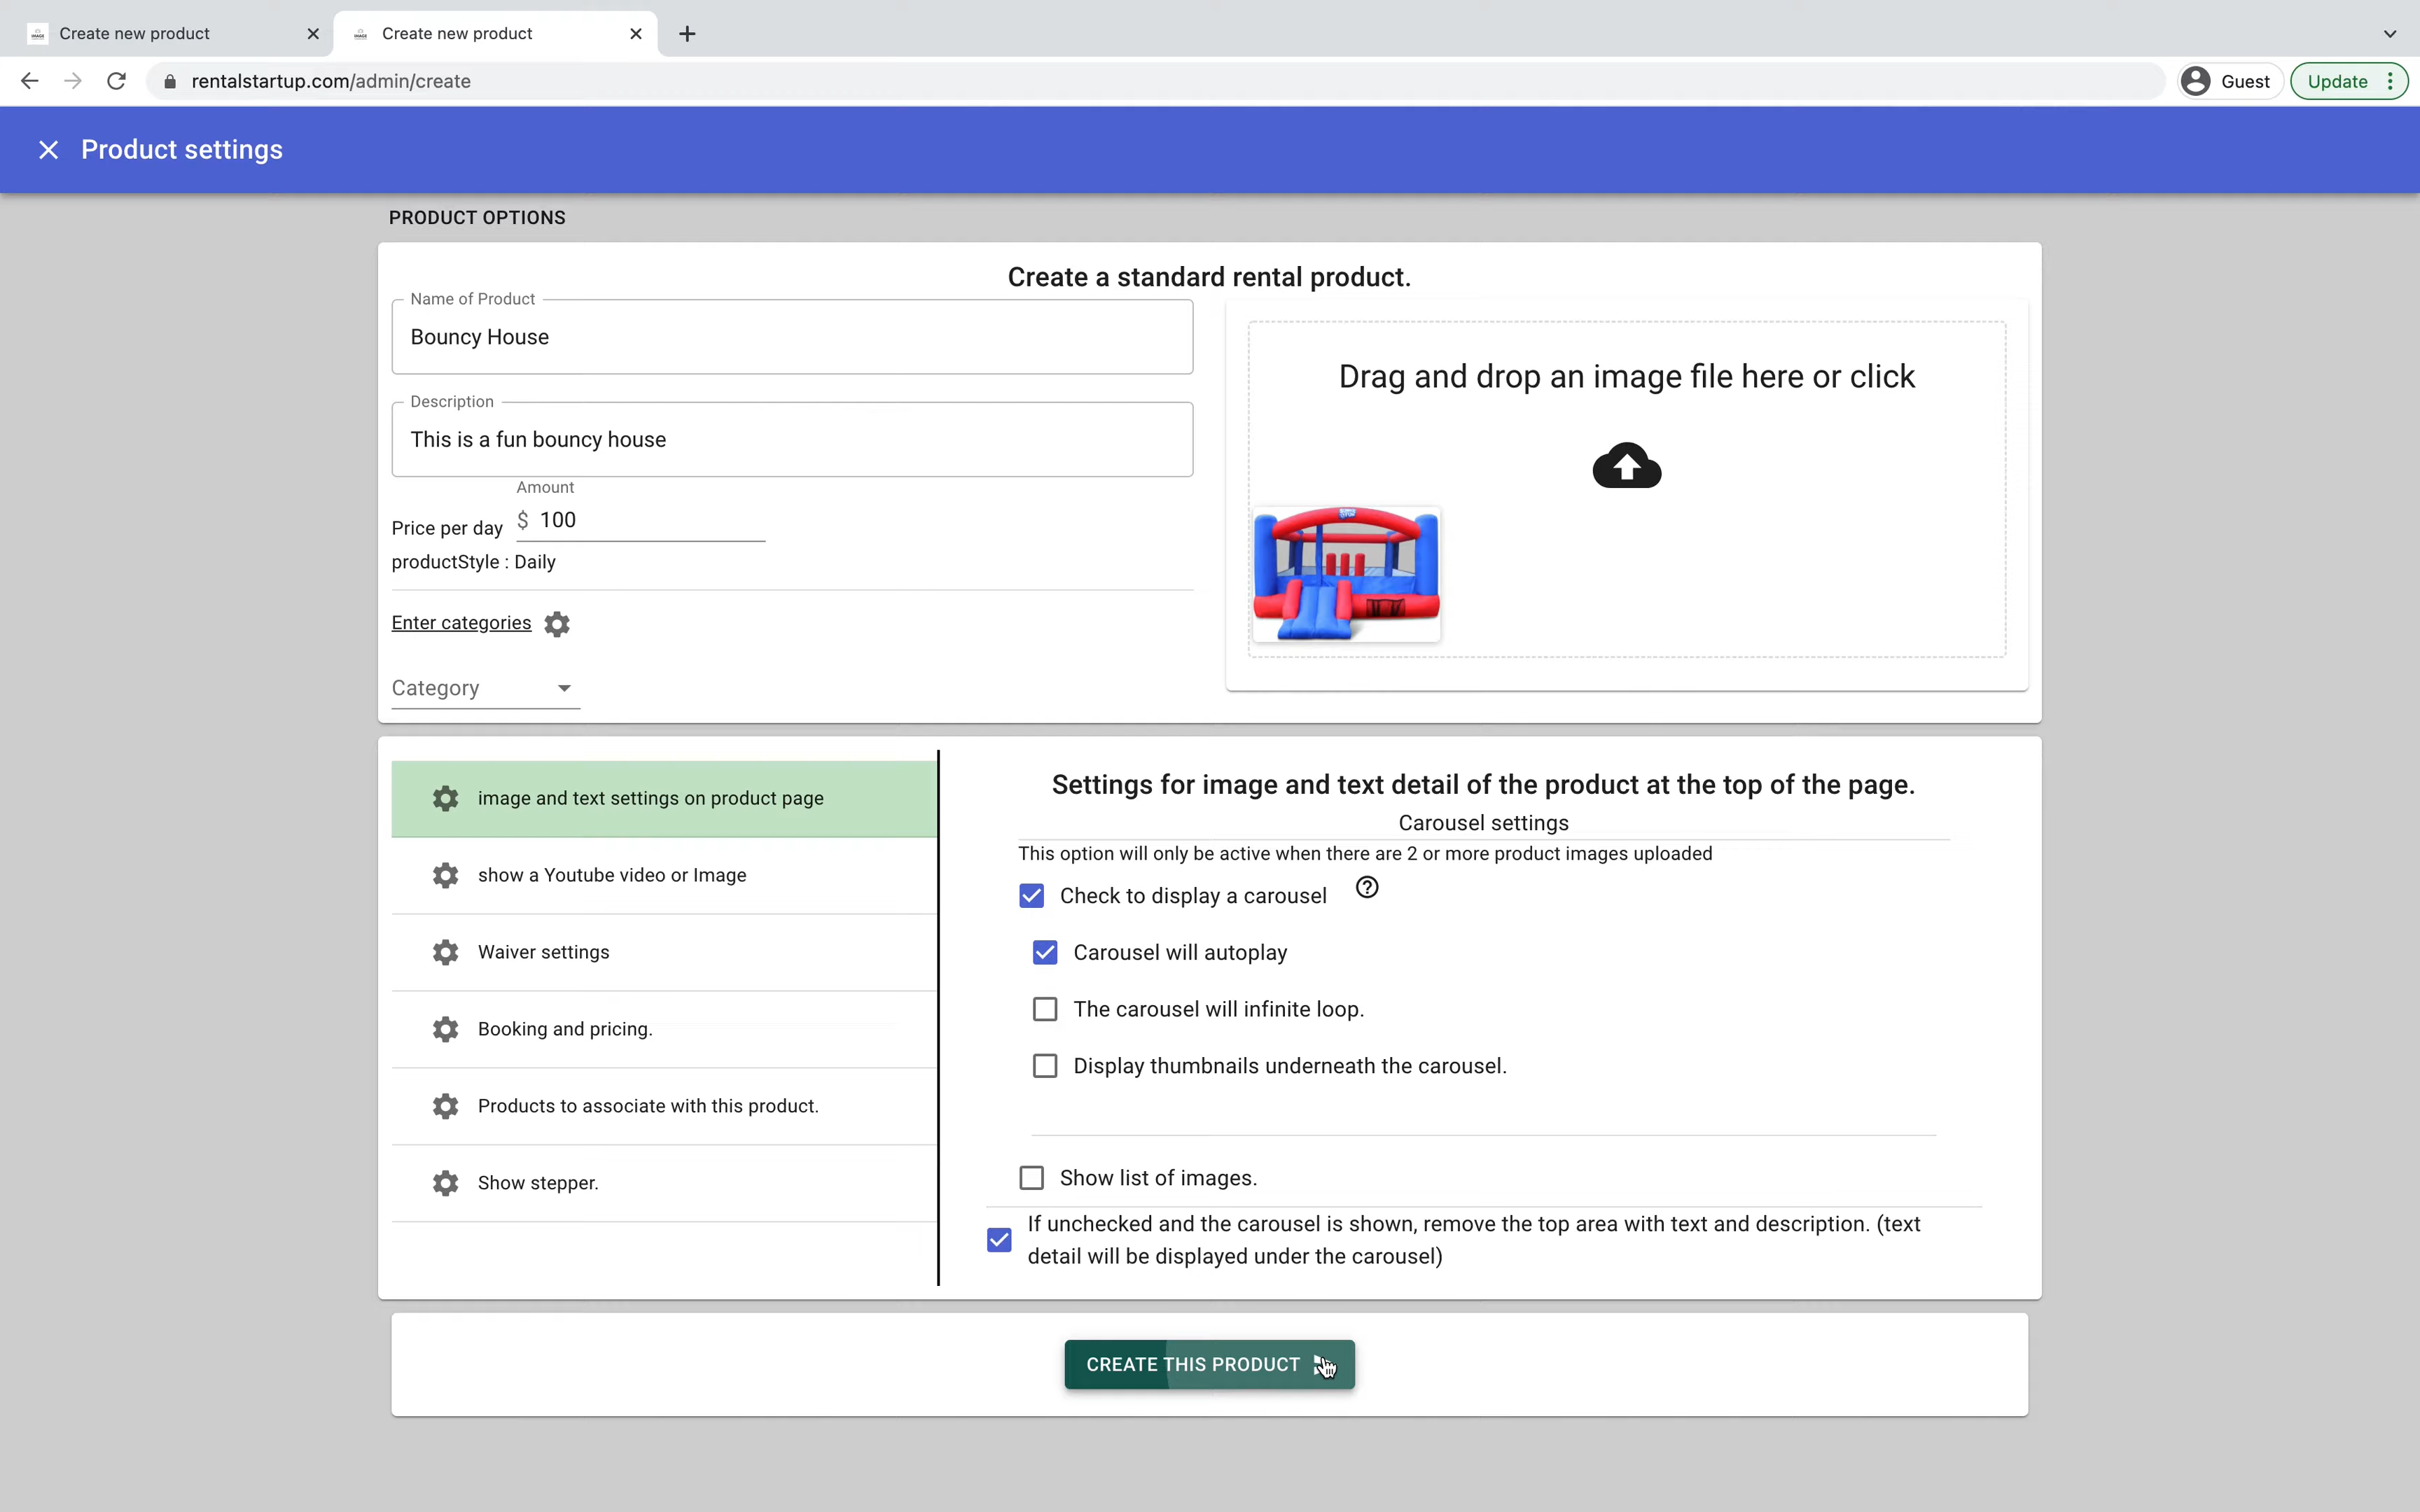 Create new product
Create new product
rentalstartup.com/admin/create
Guest
Update
Product settings
PRODUCT OPTIONS
Create a standard rental product.
Name of Product
Bouncy House
Description
This is a fun bouncy house
Amount
Price per day
$ 100
productStyle : Daily
Enter categories
Category
Drag and drop an image file here or click
image and text settings on product page
show a Youtube video or Image
Waiver settings
Booking and pricing.
Products to associate with this product.
Show stepper.
Settings for image and text detail of the product at the top of the page.
Carousel settings
This option will only be active when there are 2 or more product images uploaded
Check to display a carousel
Carousel will autoplay
The carousel will infinite loop.
Display thumbnails underneath the carousel.
Show list of images.
If unchecked and the carousel is shown, remove the top area with text and description. (text
detail will be displayed under the carousel)
CREATE THIS PRODUCT